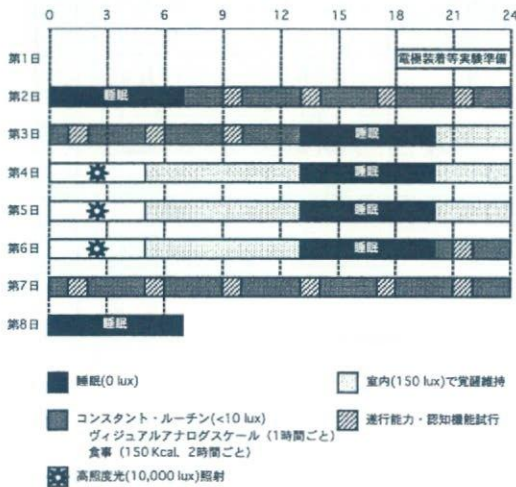 0 3 6 9 12 15 18 21 24
第1日 電極装着等実験準備
第2日 睡眠
第3日 睡眠
第4日 睡眠
第5日 睡眠
第6日 睡眠
第7日
第8日 睡眠
睡眠(0 lux) 室内(150 lux)で覚醒維持
コンスタント・ルーチン(<10 lux) 遂行能力・認知機能試行
ヴィジュアルアナログスケール（1時間ごと）
食事（150 Kcal、2時間ごと）
高照度光(10,000 lux)照射